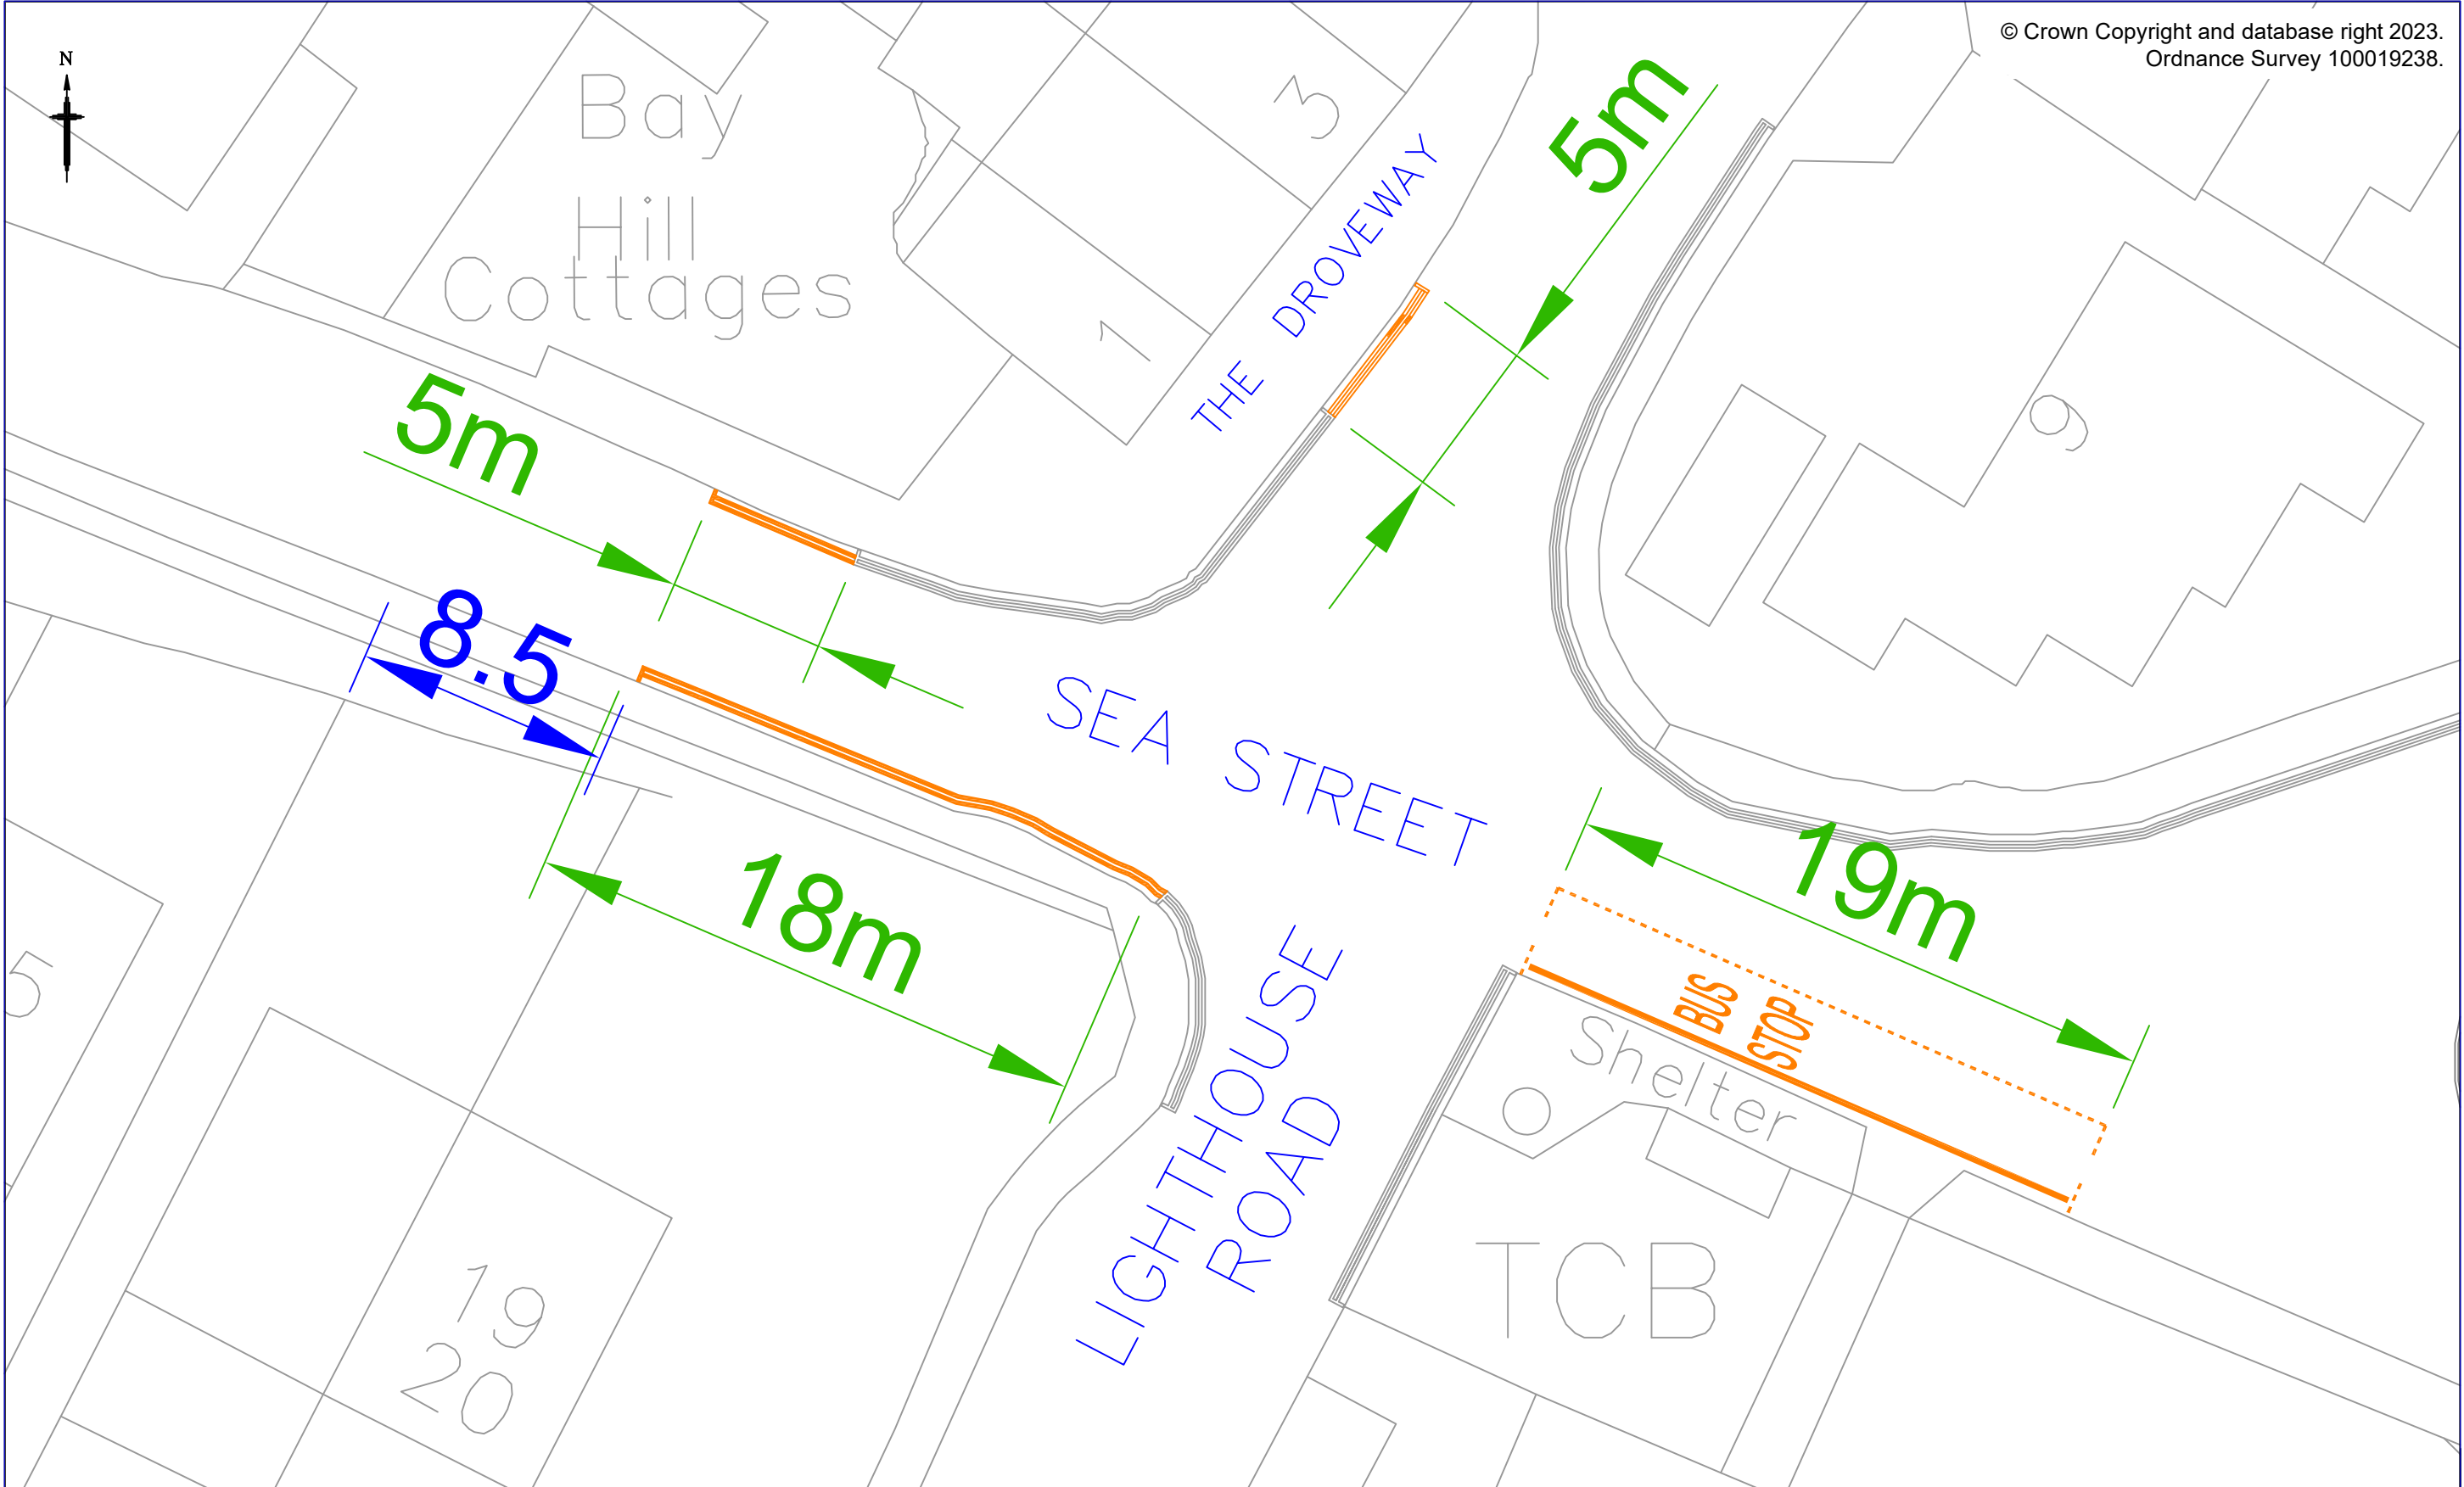 © Crown Copyright and database right 2023.
Ordnance Survey 100019238.
N
Bay
Hill
Cottages
3
1
THE DROVEWAY
5m
9
5m
8.5
SEA STREET
18m
19m
BUS
STOP
Shelter
LIGHTHOUSE
ROAD
TCB
5
19
20